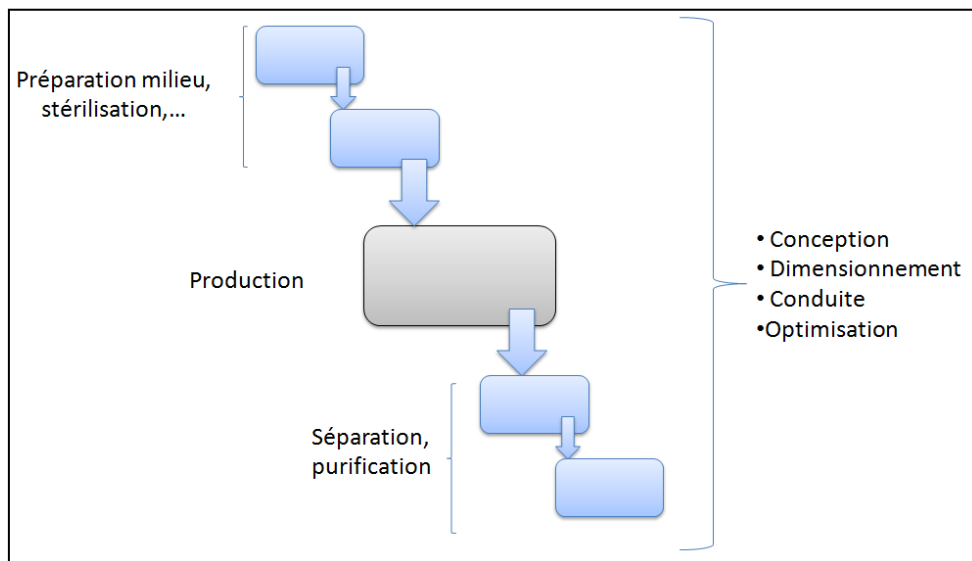 Préparation milieu,
stérilisation,...
Production
• Conception
• Dimensionnement
• Conduite
•Optimisation
Séparation,
purification